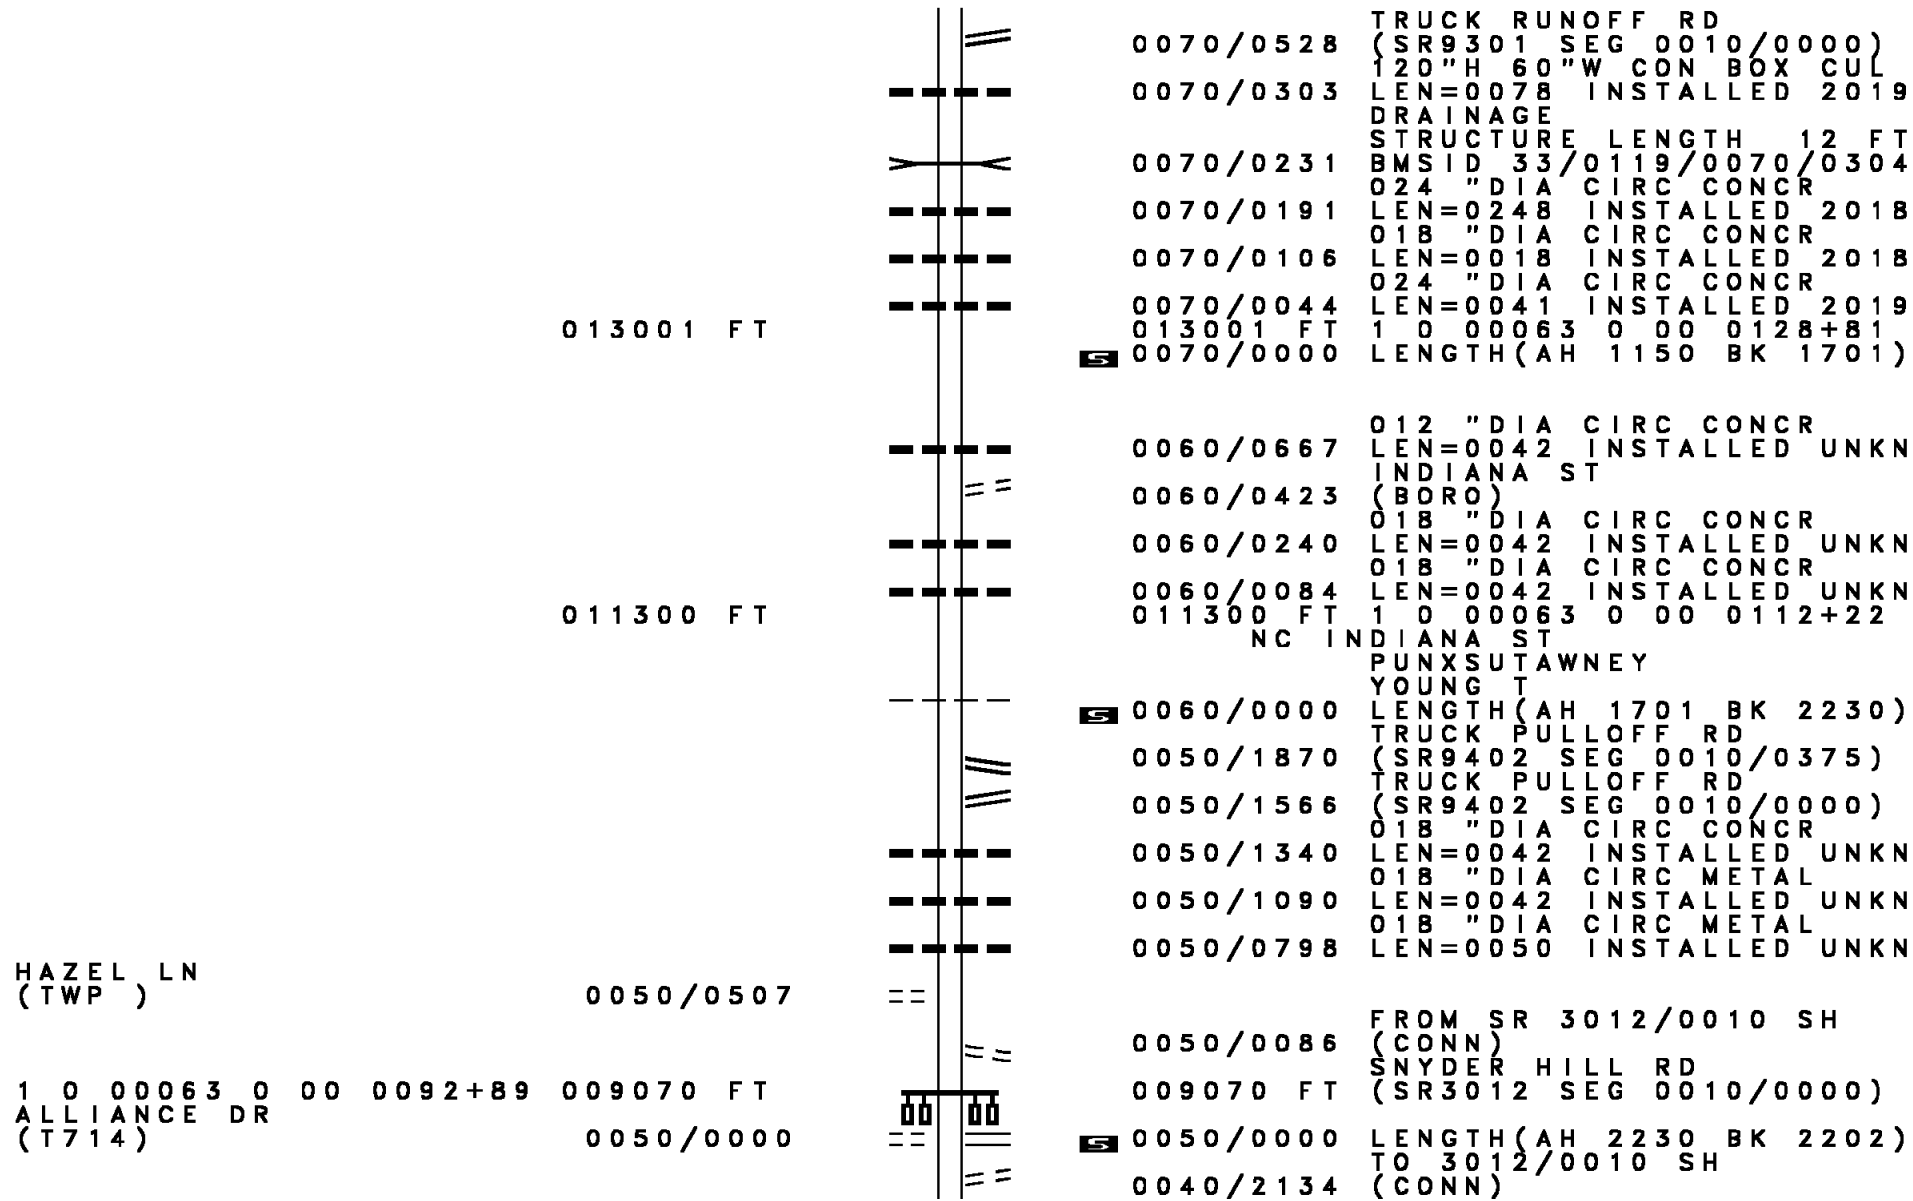 TRUCK RUNOFF RD
0070/0528 (SR9301 SEG 0010/0000)
120"H 60"W CON BOX CUL
0070/0303 LEN=0078 INSTALLED 2019
DRAINAGE
STRUCTURE LENGTH 12 FT
0070/0231 BMSID 33/0119/0070/0304
024 "DIA CIRC CONCR
0070/0191 LEN=0248 INSTALLED 2018
018 "DIA CIRC CONCR
0070/0106 LEN=0018 INSTALLED 2018
024 "DIA CIRC CONCR
0070/0044 LEN=0041 INSTALLED 2019
013001 FT 013001 FT 1 0 00063 0 00 0128+81
S 0070/0000 LENGTH(AH 1150 BK 1701)
012 "DIA CIRC CONCR
0060/0667 LEN=0042 INSTALLED UNKN
INDIANA ST
0060/0423 (BORO)
018 "DIA CIRC CONCR
0060/0240 LEN=0042 INSTALLED UNKN
018 "DIA CIRC CONCR
0060/0084 LEN=0042 INSTALLED UNKN
011300 FT 011300 FT 1 0 00063 0 00 0112+22
NC INDIANA ST
PUNXSUTAWNEY
YOUNG T
S 0060/0000 LENGTH(AH 1701 BK 2230)
TRUCK PULLOFF RD
0050/1870 (SR9402 SEG 0010/0375)
TRUCK PULLOFF RD
0050/1566 (SR9402 SEG 0010/0000)
018 "DIA CIRC CONCR
0050/1340 LEN=0042 INSTALLED UNKN
018 "DIA CIRC METAL
0050/1090 LEN=0042 INSTALLED UNKN
018 "DIA CIRC METAL
0050/0798 LEN=0050 INSTALLED UNKN
HAZEL LN
(TWP ) 0050/0507
FROM SR 3012/0010 SH
0050/0086 (CONN)
SNYDER HILL RD
1 0 00063 0 00 0092+89 009070 FT 009070 FT (SR3012 SEG 0010/0000)
ALLIANCE DR
(T714) 0050/0000 S 0050/0000 LENGTH(AH 2230 BK 2202)
TO 3012/0010 SH
0040/2134 (CONN)